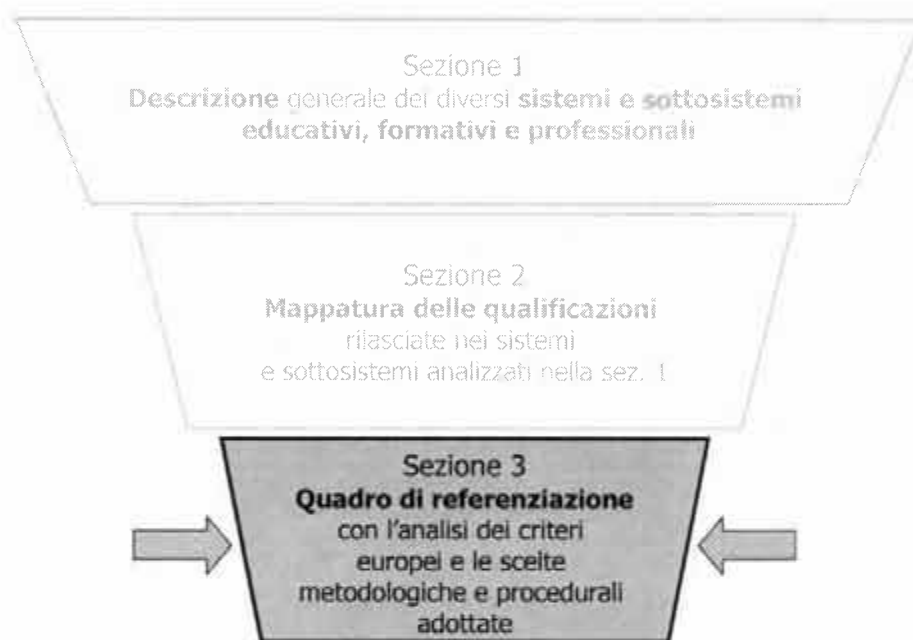 Sezione 1
Descrizione generale dei diversi sistemi e sottosistemi
educativi, formativi e professionali
Sezione 2
Mappatura delle qualificazioni
rilasciate nei sistemi
e sottosistemi analizzati nella sez. 1
Sezione 3
Quadro di referenziazione
con l'analisi dei criteri
europei e le scelte
metodologiche e procedurali
adottate